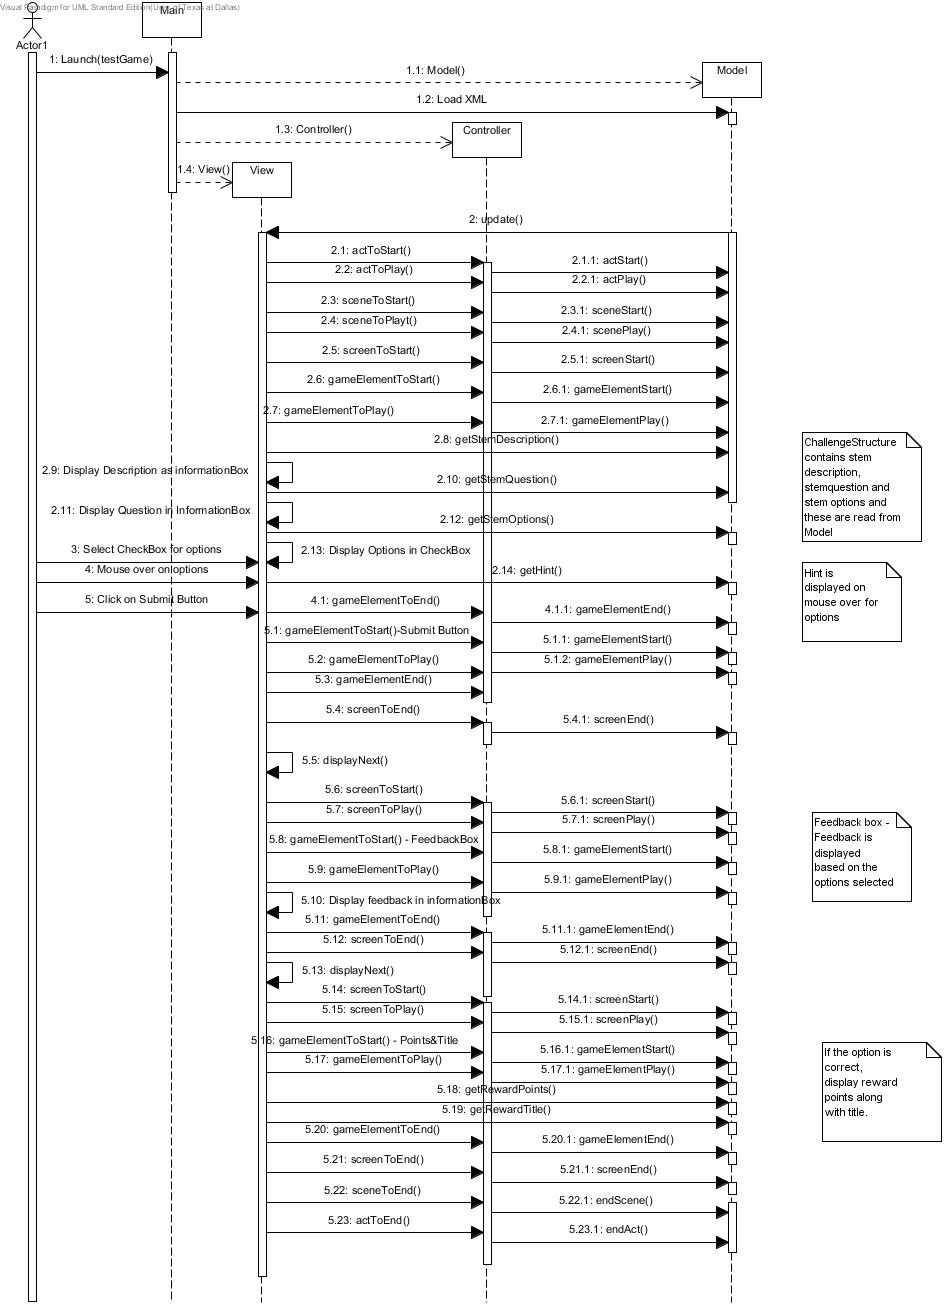 Visual Paradigm for UML Standard Edition(University of Texas at Dallas)
Main
Actor1
1: Launch(testGame)
1.1: Model()
Model
1.2: Load XML
1.3: Controller()
Controller
1.4: View()
View
2: update()
2.1: actToStart()
2.1.1: actStart()
2.2: actToPlay()
2.2.1: actPlay()
2.3: sceneToStart()
2.3.1: sceneStart()
2.4: sceneToPlayt()
2.4.1: scenePlay()
2.5: screenToStart()
2.5.1: screenStart()
2.6: gameElementToStart()
2.6.1: gameElementStart()
2.7: gameElementToPlay()
2.7.1: gameElementPlay()
2.8: getStemDescription()
ChallengeStructure
contains stem
description,
stemquestion and
stem options and
these are read from
Model
2.9: Display Description as informationBox
2.10: getStemQuestion()
2.11: Display Question in InformationBox
2.12: getStemOptions()
3: Select CheckBox for options
2.13: Display Options in CheckBox
4: Mouse over onloptions
2.14: getHint()
Hint is
displayed on
mouse over for
options
5: Click on Submit Button
4.1: gameElementToEnd()
4.1.1: gameElementEnd()
5.1: gameElementToStart()-Submit Button
5.1.1: gameElementStart()
5.2: gameElementToPlay()
5.1.2: gameElementPlay()
5.3: gameElementEnd()
5.4: screenToEnd()
5.4.1: screenEnd()
5.5: displayNext()
5.6: screenToStart()
5.6.1: screenStart()
5.7: screenToPlay()
5.7.1: screenPlay()
Feedback box -
Feedback is
displayed
based on the
options selected
5.8: gameElementToStart() - FeedbackBox
5.8.1: gameElementStart()
5.9: gameElementToPlay()
5.9.1: gameElementPlay()
5.10: Display feedback in informationBox
5.11: gameElementToEnd()
5.11.1: gameElementEnd()
5.12: screenToEnd()
5.12.1: screenEnd()
5.13: displayNext()
5.14: screenToStart()
5.14.1: screenStart()
5.15: screenToPlay()
5.15.1: screenPlay()
5.16: gameElementToStart() - Points&Title
5.16.1: gameElementStart()
5.17: gameElementToPlay()
5.17.1: gameElementPlay()
If the option is
correct,
display reward
points along
with title.
5.18: getRewardPoints()
5.19: getRewardTitle()
5.20: gameElementToEnd()
5.20.1: gameElementEnd()
5.21: screenToEnd()
5.21.1: screenEnd()
5.22: sceneToEnd()
5.22.1: endScene()
5.23: actToEnd()
5.23.1: endAct()